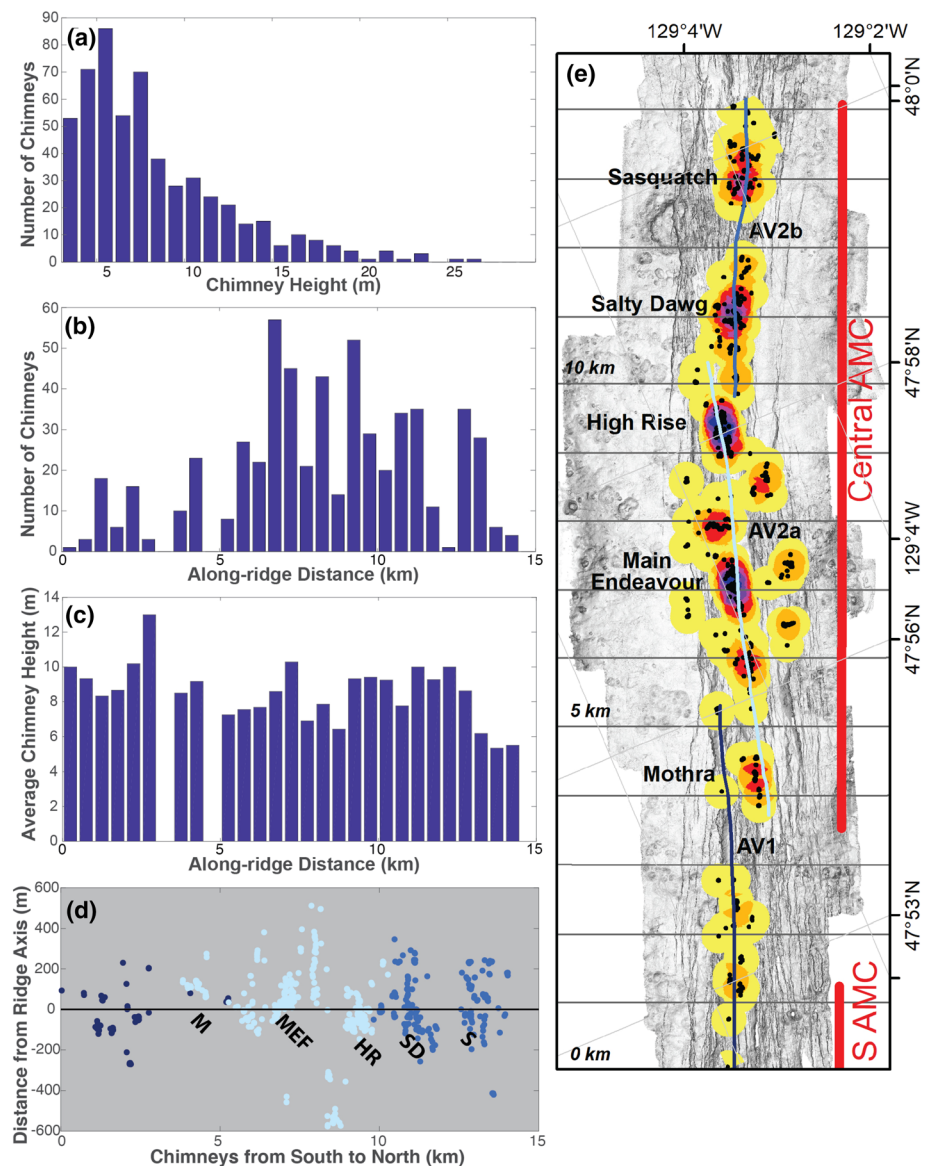 (a)
90
80
70
60
50
40
30
20
10
0
Number of Chimneys
5 10 15 20 25
Chimney Height (m)
(b)
60
50
40
30
20
10
0
Number of Chimneys
0 5 10 15
Along-ridge Distance (km)
(c)
14
12
10
8
6
4
2
0
Average Chimney Height (m)
0 5 10 15
Along-ridge Distance (km)
(d)
600
400
200
0
-200
-400
-600
Distance from Ridge Axis (m)
M
MEF
HR
SD
S
0 5 10 15
Chimneys from South to North (km)
129°4'W 129°2'W
(e)
48°0'N
Sasquatch
AV2b
Salty Dawg
47°58'N
10 km
High Rise
Central AMC
129°4'W
AV2a
Main
Endeavour
47°56'N
5 km
Mothra
AV1
47°53'N
S AMC
0 km